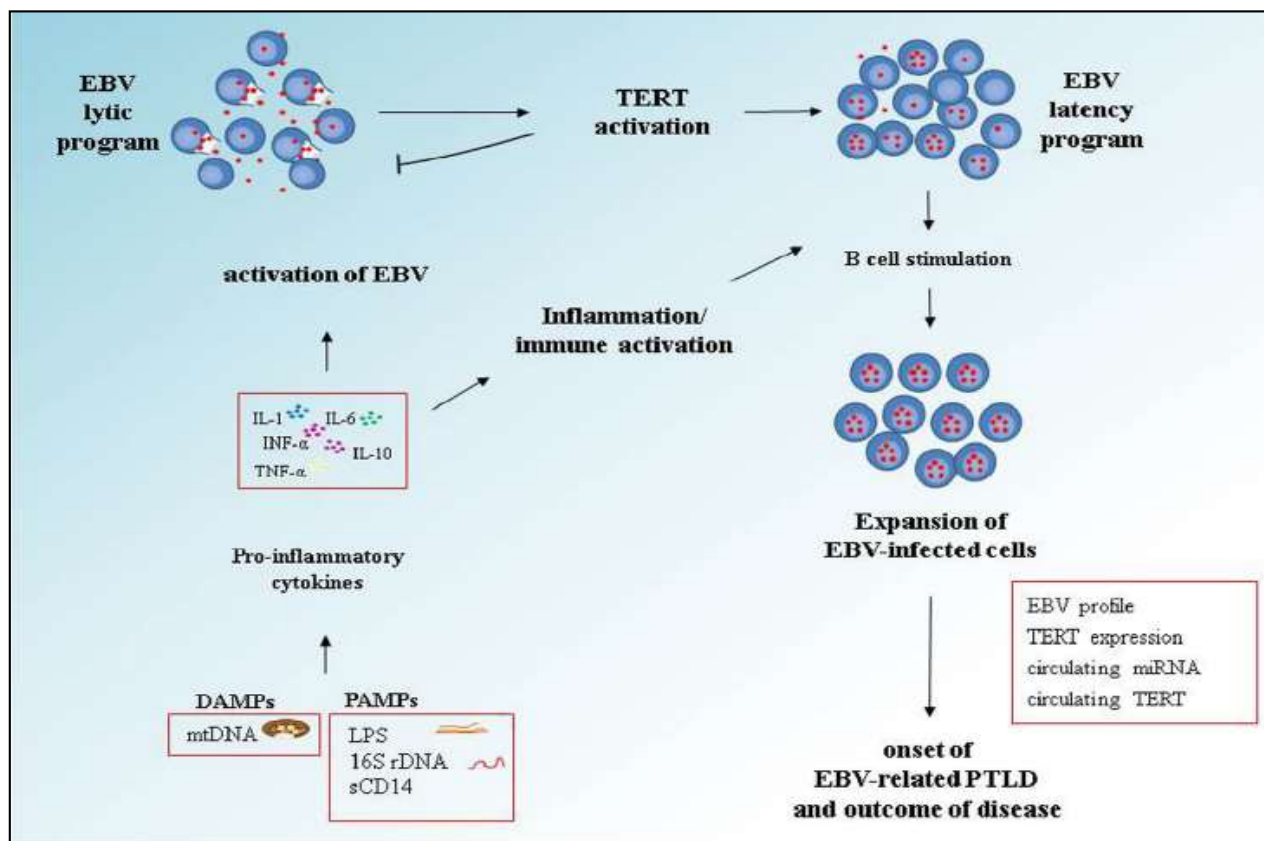 EBV
lytic
program
TERT
activation
EBV
latency
program
activation of EBV
B cell stimulation
Inflammation/
immune activation
IL-1 IL-6
INF-α
IL-10
TNF-α
Expansion of
EBV-infected cells
Pro-inflammatory
cytokines
EBV profile
TERT expression
circulating miRNA
circulating TERT
DAMPs
mtDNA
PAMPs
LPS
16S rDNA
sCD14
onset of
EBV-related PTLD
and outcome of disease